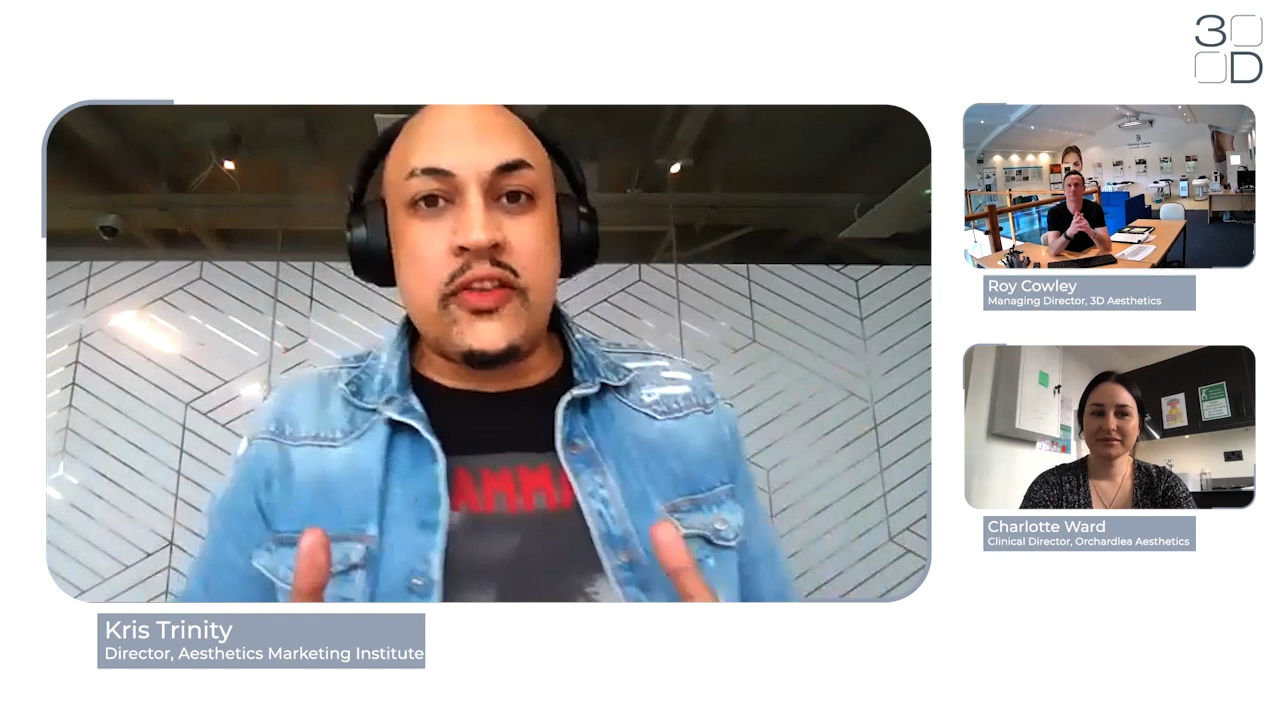 3D
Kris Trinity
Director, Aesthetics Marketing Institute
Roy Cowley
Managing Director, 3D Aesthetics
Charlotte Ward
Clinical Director, Orchardlea Aesthetics